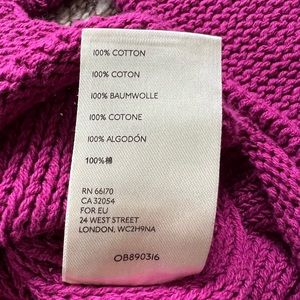 100% COTTON
100% COTON
100% BAUMWOLLE
100% COTONE
100% ALGODÓN
100%棉
RN 66170
CA 32054
FOR EU
24 WEST STREET
LONDON, WC2H9NA
OB890316